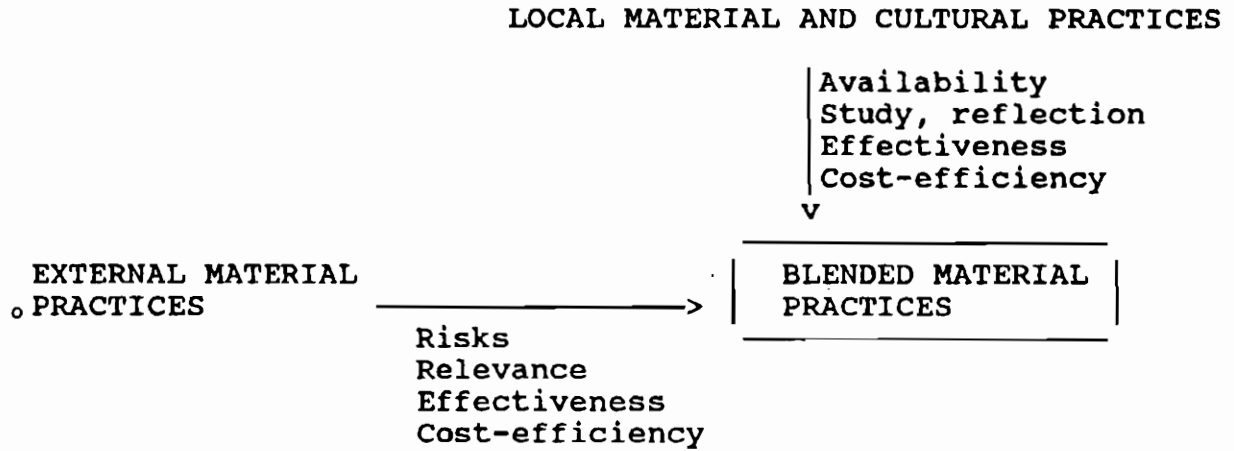 LOCAL MATERIAL AND CULTURAL PRACTICES
Availability
Study, reflection
Effectiveness
Cost-efficiency
EXTERNAL MATERIAL
PRACTICES
BLENDED MATERIAL
PRACTICES
Risks
Relevance
Effectiveness
Cost-efficiency